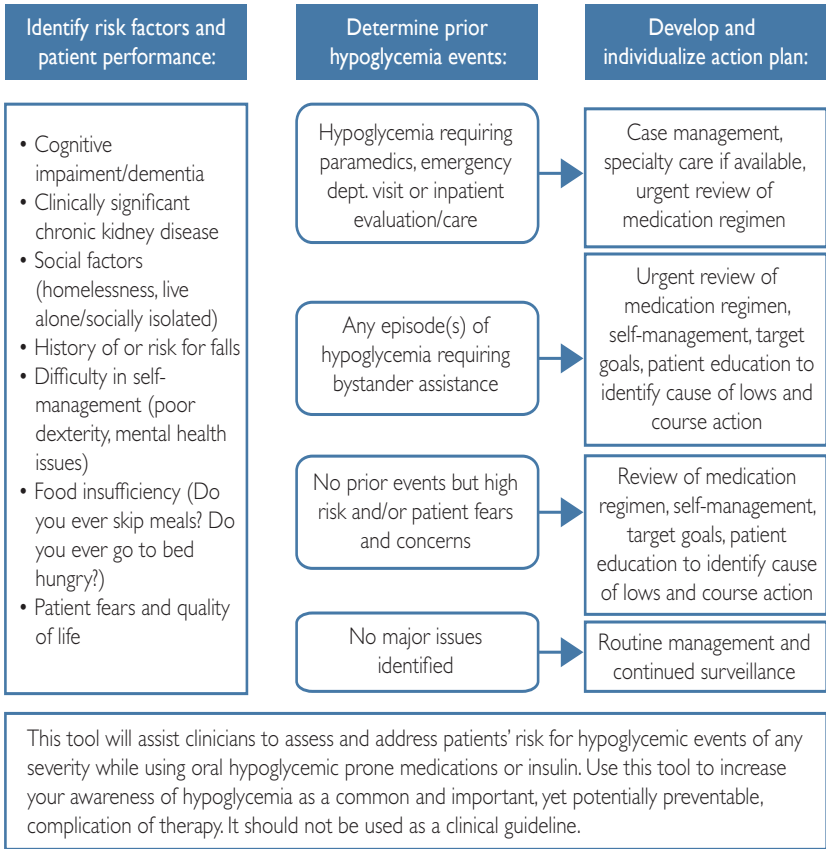 Identify risk factors and
patient performance:
• Cognitive
impaiment/dementia
• Clinically significant
chronic kidney disease
• Social factors
(homelessness, live
alone/socially isolated)
• History of or risk for falls
• Difficulty in self-
management (poor
dexterity, mental health
issues)
• Food insufficiency (Do
you ever skip meals? Do
you ever go to bed
hungry?)
• Patient fears and quality
of life
Determine prior
hypoglycemia events:
Hypoglycemia requiring
paramedics, emergency
dept. visit or inpatient
evaluation/care
Any episode(s) of
hypoglycemia requiring
bystander assistance
No prior events but high
risk and/or patient fears
and concerns
No major issues
identified
Develop and
individualize action plan:
Case management,
specialty care if available,
urgent review of
medication regimen
Urgent review of
medication regimen,
self-management, target
goals, patient education to
identify cause of lows and
course action
Review of medication
regimen, self-management,
target goals, patient
education to identify cause
of lows and course action
Routine management and
continued surveillance
This tool will assist clinicians to assess and address patients' risk for hypoglycemic events of any
severity while using oral hypoglycemic prone medications or insulin. Use this tool to increase
your awareness of hypoglycemia as a common and important, yet potentially preventable,
complication of therapy. It should not be used as a clinical guideline.